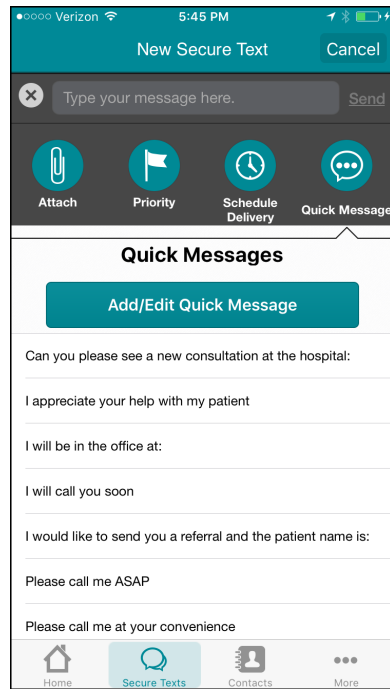 Verizon 5:45 PM
New Secure Text Cancel
Type your message here. Send
Attach Priority Schedule Delivery Quick Message
Quick Messages
Add/Edit Quick Message
Can you please see a new consultation at the hospital:
I appreciate your help with my patient
I will be in the office at:
I will call you soon
I would like to send you a referral and the patient name is:
Please call me ASAP
Please call me at your convenience
Home Secure Texts Contacts More